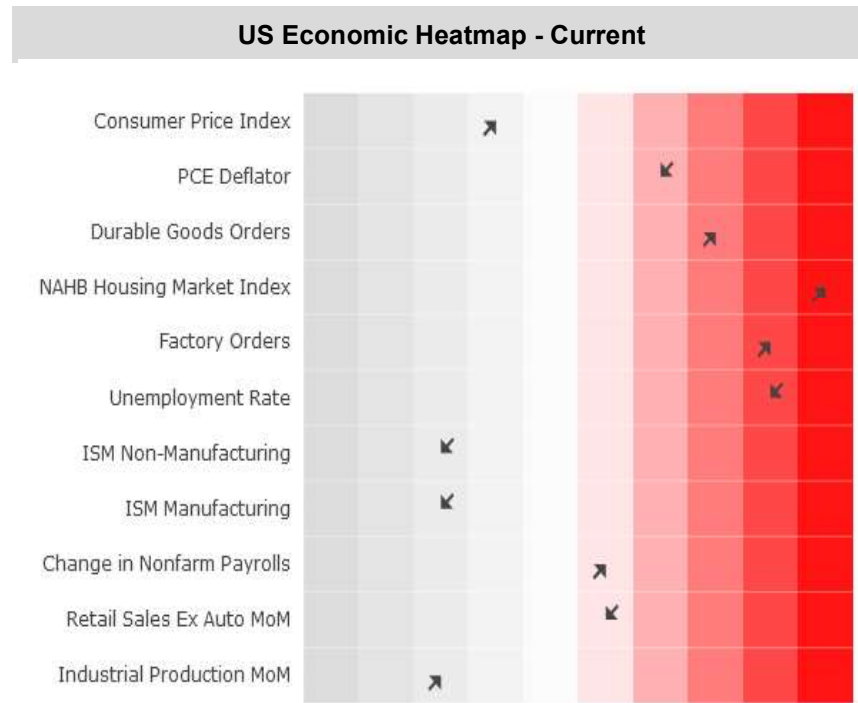 US Economic Heatmap - Current
Consumer Price Index
PCE Deflator
Durable Goods Orders
NAHB Housing Market Index
Factory Orders
Unemployment Rate
ISM Non-Manufacturing
ISM Manufacturing
Change in Nonfarm Payrolls
Retail Sales Ex Auto MoM
Industrial Production MoM